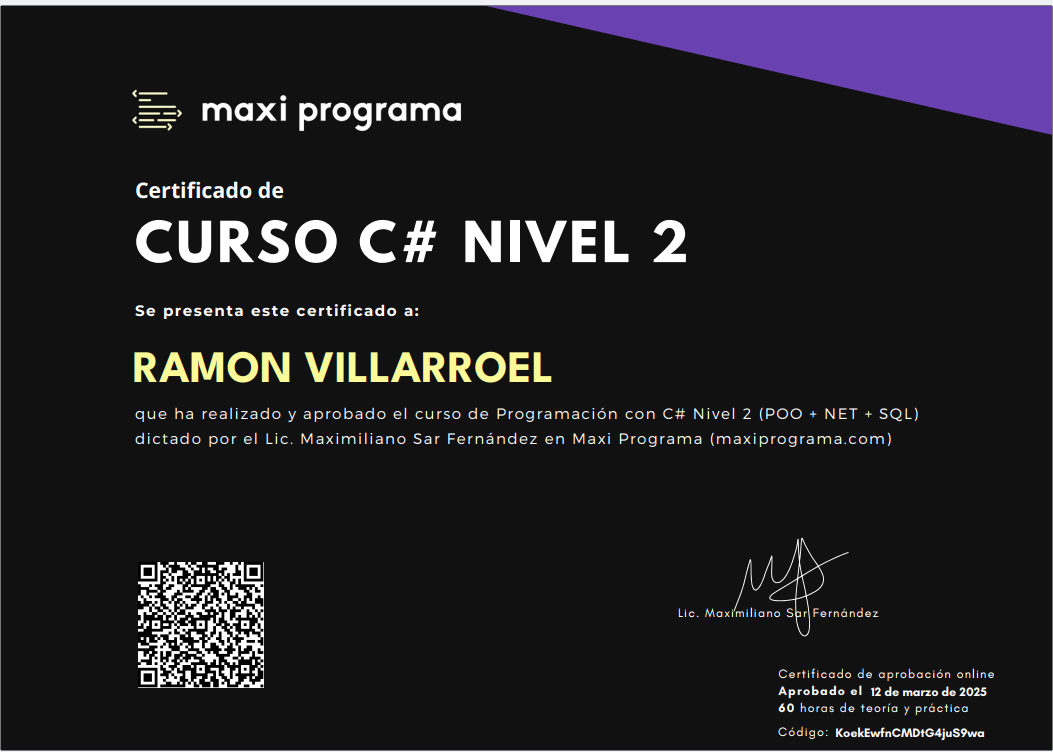 maxi programa
Certificado de
CURSO C# NIVEL 2
Se presenta este certificado a:
RAMON VILLARROEL
que ha realizado y aprobado el curso de Programación con C# Nivel 2 (POO + NET + SQL)
dictado por el Lic. Maximiliano Sar Fernández en Maxi Programa (maxiprograma.com)
Lic. Maximiliano Sar Fernández
Certificado de aprobación online
Aprobado el 12 de marzo de 2025
60 horas de teoría y práctica
Código: KoekEwfnCMDtG4juS9wa